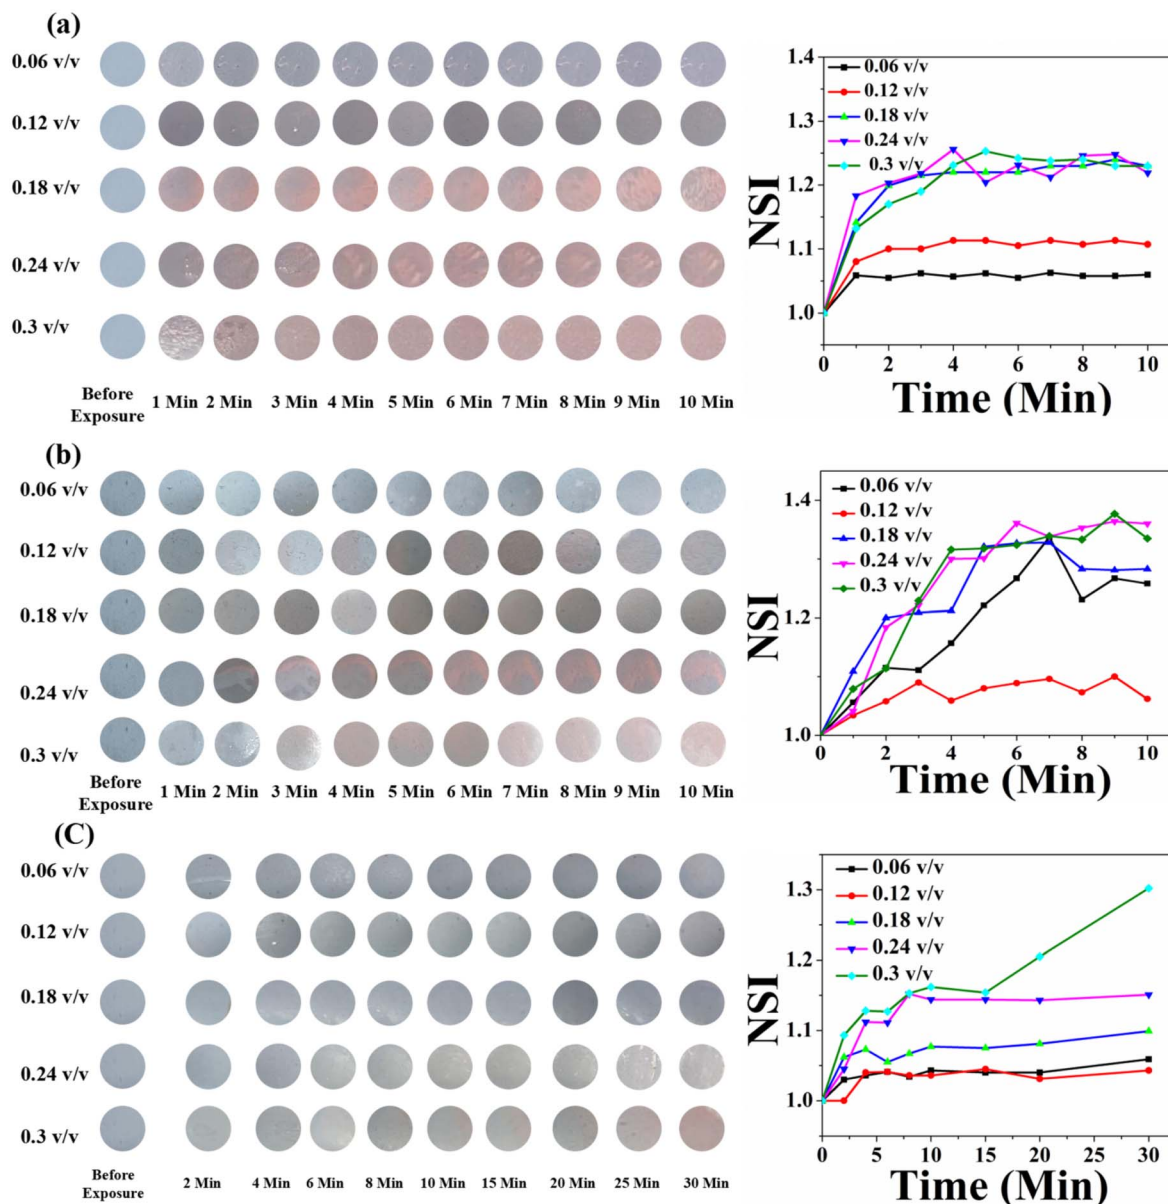 (a)
0.06 v/v
0.12 v/v
0.18 v/v
0.24 v/v
0.3 v/v
Before
Exposure
1 Min 2 Min 3 Min 4 Min 5 Min 6 Min 7 Min 8 Min 9 Min 10 Min
NSI
1.4
1.3
1.2
1.1
1.0
0.06 v/v
0.12 v/v
0.18 v/v
0.24 v/v
0.3 v/v
0 2 4 6 8 10
Time (Min)
(b)
0.06 v/v
0.12 v/v
0.18 v/v
0.24 v/v
0.3 v/v
Before
Exposure
1 Min 2 Min 3 Min 4 Min 5 Min 6 Min 7 Min 8 Min 9 Min 10 Min
NSI
1.4
1.2
1.0
0.06 v/v
0.12 v/v
0.18 v/v
0.24 v/v
0.3 v/v
0 2 4 6 8 10
Time (Min)
(C)
0.06 v/v
0.12 v/v
0.18 v/v
0.24 v/v
0.3 v/v
Before
Exposure
2 Min 4 Min 6 Min 8 Min 10 Min 15 Min 20 Min 25 Min 30 Min
NSI
1.3
1.2
1.1
1.0
0.06 v/v
0.12 v/v
0.18 v/v
0.24 v/v
0.3 v/v
0 5 10 15 20 25 30
Time (Min)